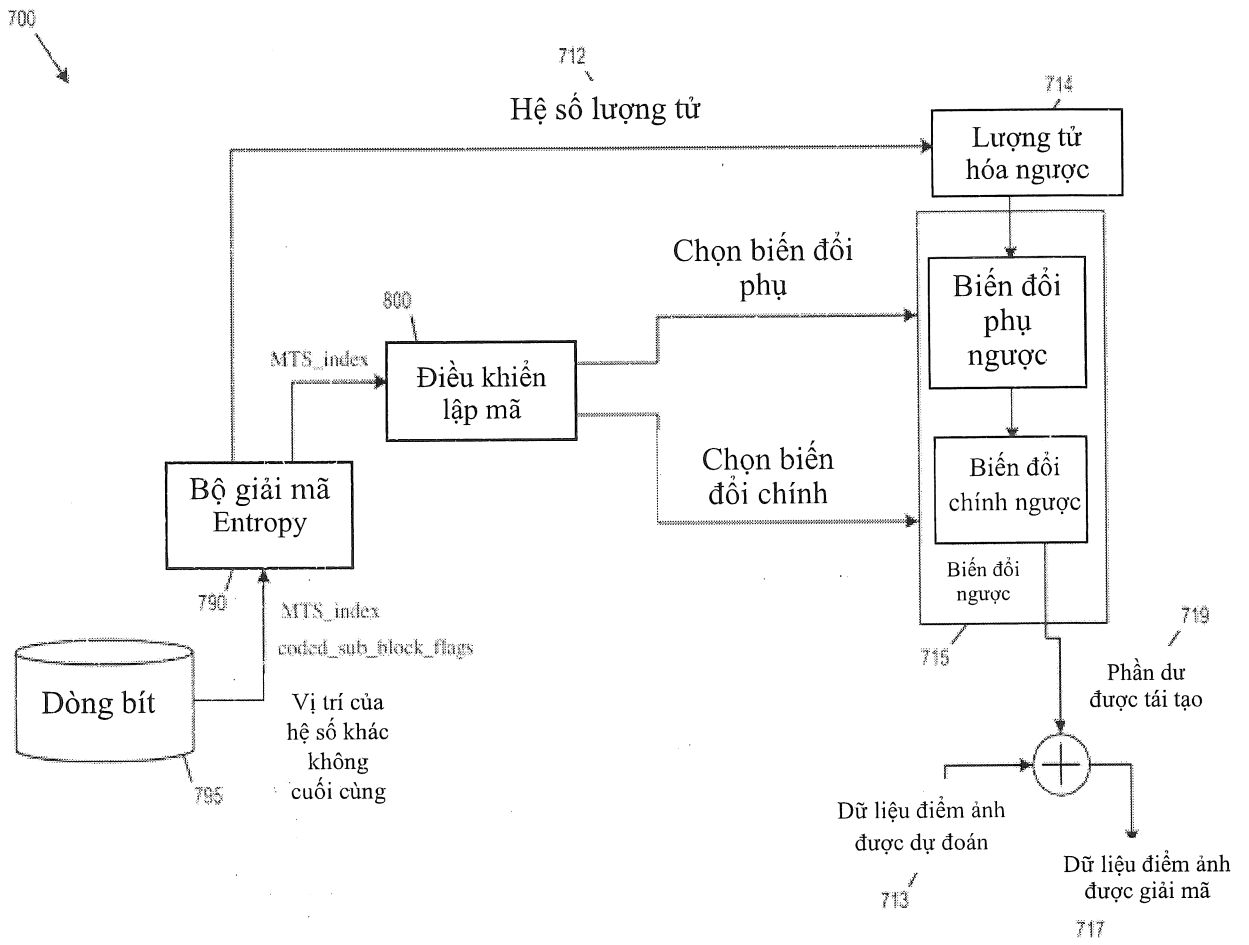 700
712
Hệ số lượng tử
714
Lượng tử
hóa ngược
Chọn biến đổi
phụ
Biến đổi
phụ
ngược
800
MTS_index
Điều khiển
lập mã
Chọn biến
đổi chính
Biến đổi
chính ngược
Bộ giải mã
Entropy
Biến đổi
ngược
790
MTS_index
coded_sub_block_flags
715
719
Dòng bít
Vị trí của
hệ số khác
không
cuối cùng
Phần dư
được tái tạo
795
Dữ liệu điểm ảnh
được dự đoán
713
Dữ liệu điểm ảnh
được giải mã
717